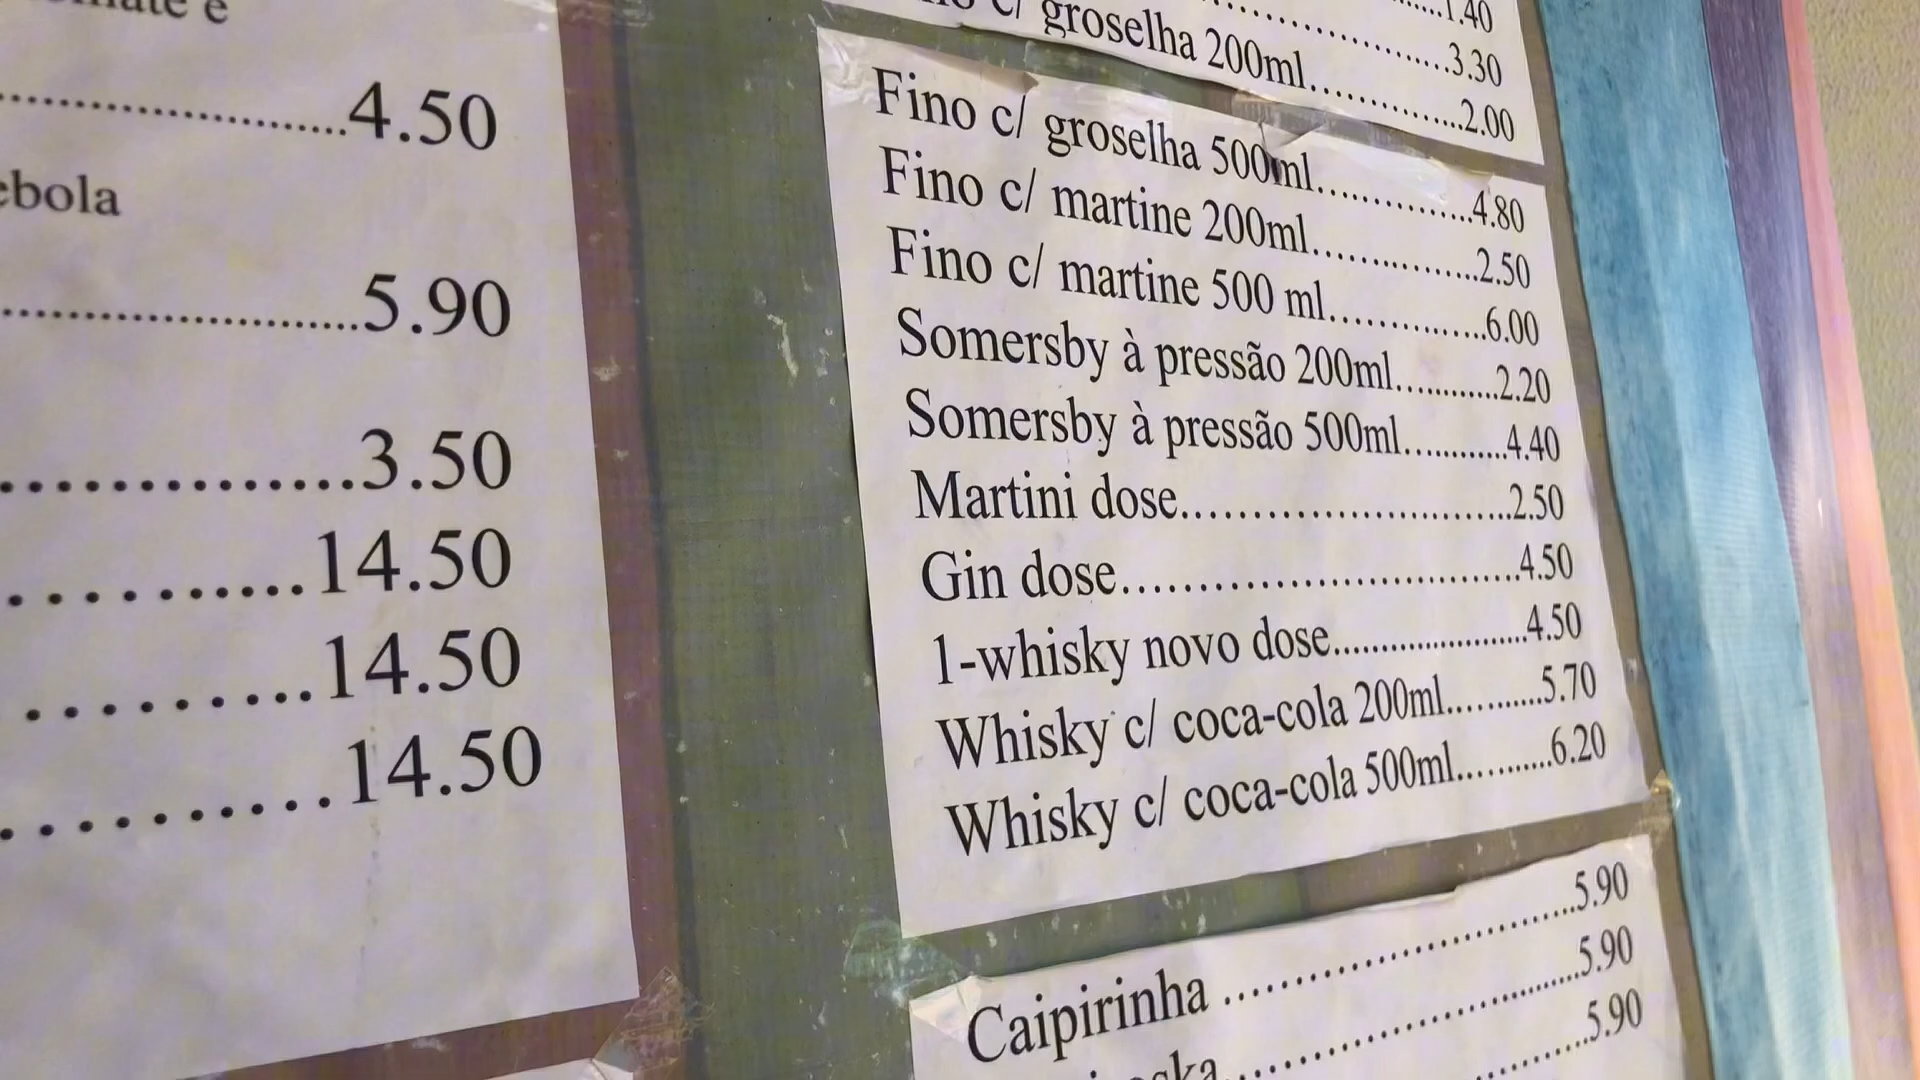 4.50
5.90
3.50
14.50
14.50
14.50
1.40
3.30
c/ groselha 200ml..............2.00
Fino c/ groselha 500ml..............4.80
Fino c/ martine 200ml..............2.50
Fino c/ martine 500 ml..............6.00
Somersby à pressão 200ml...........2.20
Somersby à pressão 500ml...........4.40
Martini dose..............................2.50
Gin dose..................................4.50
1-whisky novo dose......................4.50
Whisky c/ coca-cola 200ml..........5.70
Whisky c/ coca-cola 500ml..........6.20
Caipirinha ..............................5.90
5.90
5.90